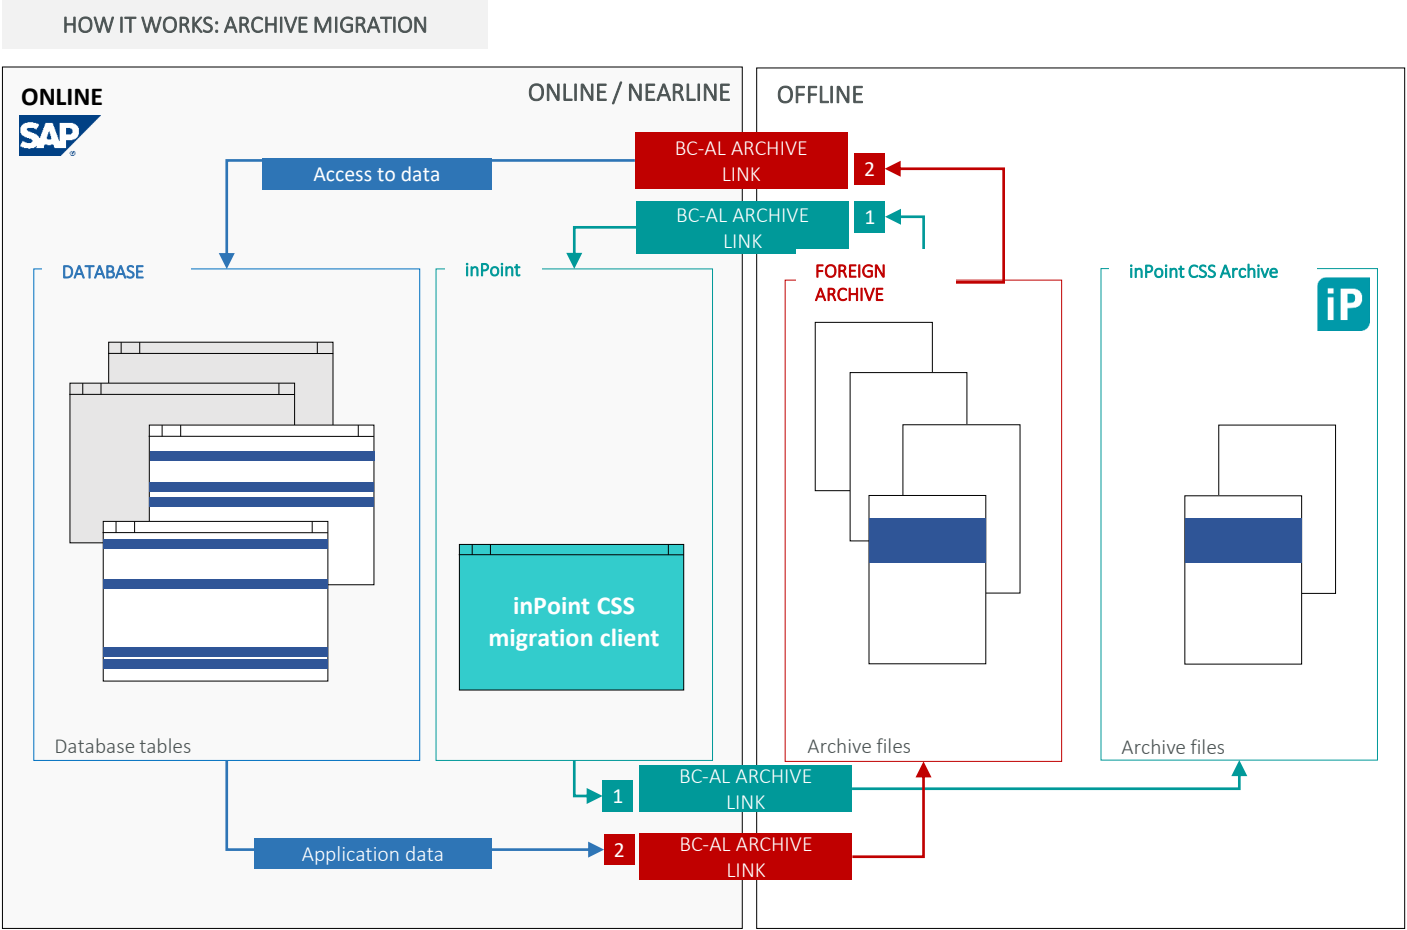 HOW IT WORKS: ARCHIVE MIGRATION
ONLINE
SAP
®
ONLINE / NEARLINE
OFFLINE
Access to data
BC-AL ARCHIVE
LINK
2
BC-AL ARCHIVE
LINK
1
DATABASE
inPoint
FOREIGN
ARCHIVE
inPoint CSS Archive
iP
inPoint CSS
migration client
Database tables
Archive files
Archive files
1
BC-AL ARCHIVE
LINK
Application data
2
BC-AL ARCHIVE
LINK